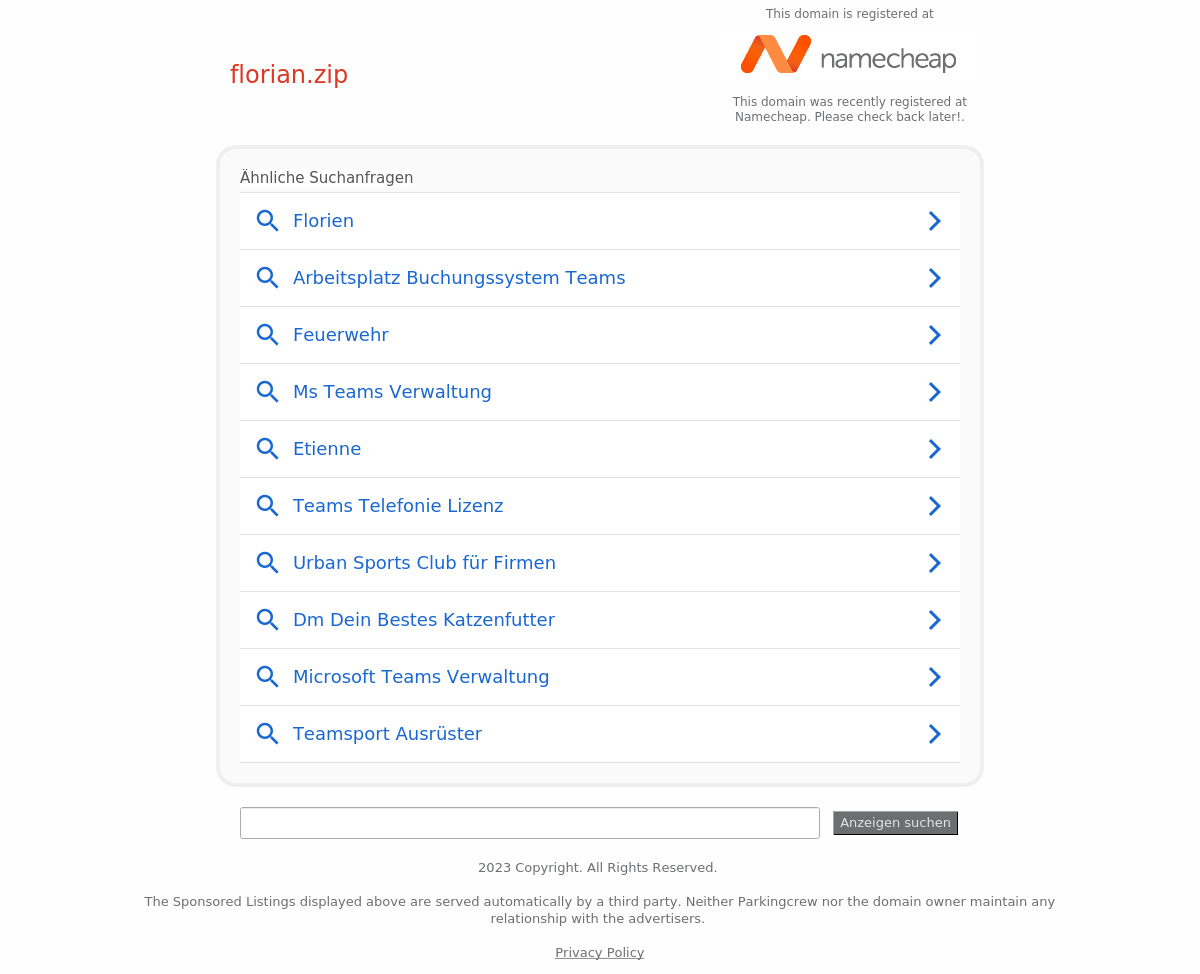 This domain is registered at
namecheap
florian.zip
This domain was recently registered at
Namecheap. Please check back later!.
Ähnliche Suchanfragen
Florien
Arbeitsplatz Buchungssystem Teams
Feuerwehr
Ms Teams Verwaltung
Etienne
Teams Telefonie Lizenz
Urban Sports Club für Firmen
Dm Dein Bestes Katzenfutter
Microsoft Teams Verwaltung
Teamsport Ausrüster
Anzeigen suchen
2023 Copyright. All Rights Reserved.
The Sponsored Listings displayed above are served automatically by a third party. Neither Parkingcrew nor the domain owner maintain any
relationship with the advertisers.
Privacy Policy